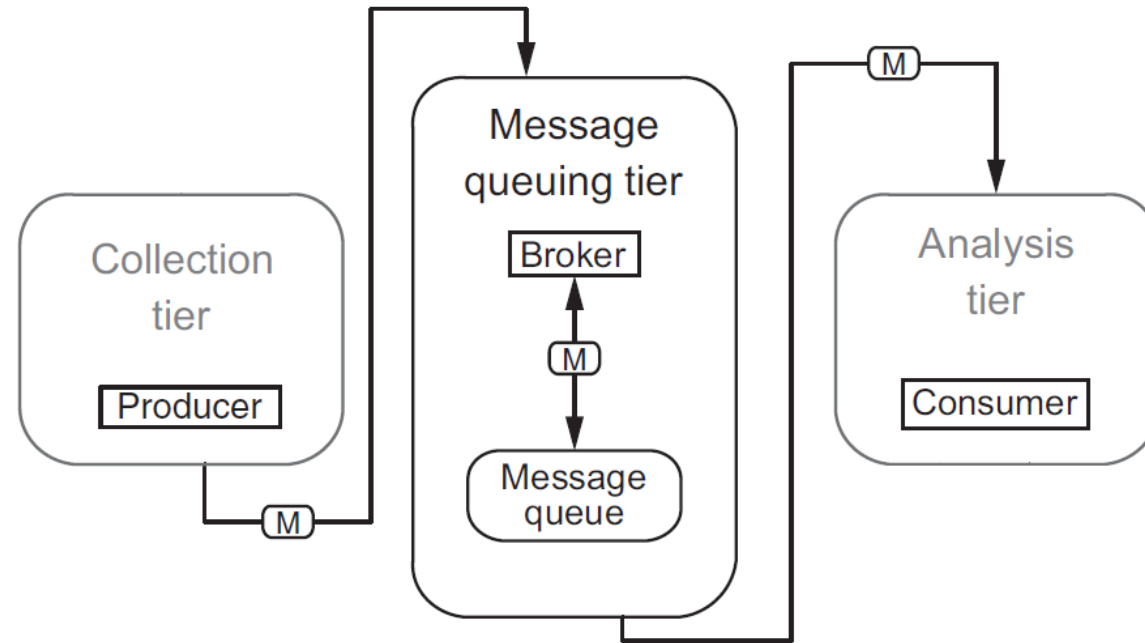 Collection
tier
Producer
M
Message
queuing tier
Broker
M
Message
queue
M
Analysis
tier
Consumer